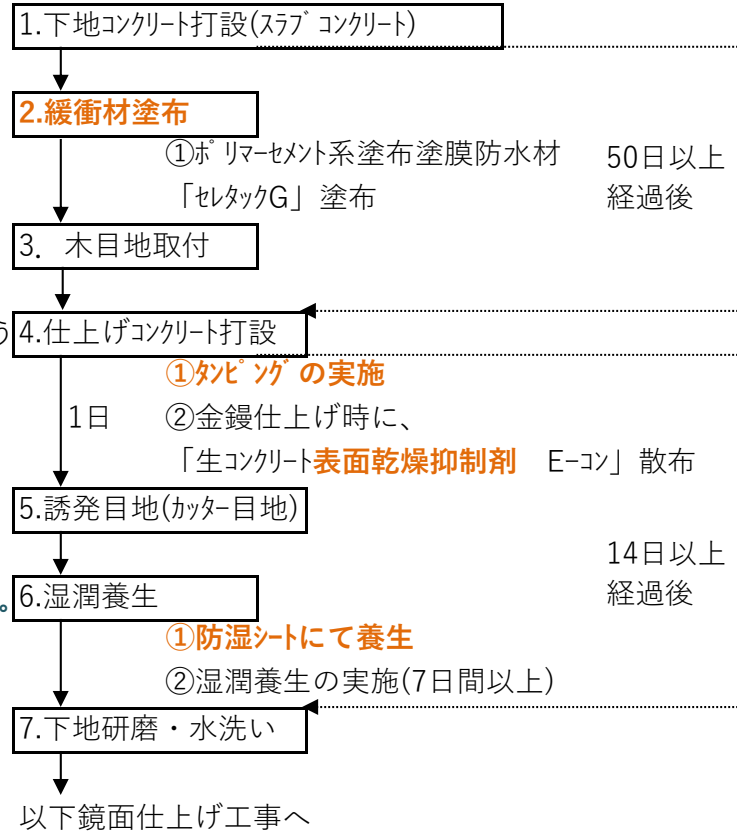 1.下地ｺﾝｸﾘｰﾄ打設(ｽﾗﾌﾞ ｺﾝｸﾘｰﾄ)
2.緩衝材塗布
①ﾎﾟﾘﾏｰｾﾒﾝﾄ系塗布塗膜防水材
「ｾﾚﾀｯｸG」塗布
50日以上
経過後
3．木目地取付
う
4.仕上げｺﾝｸﾘｰﾄ打設
①ﾀﾝﾋﾟﾝｸﾞの実施
1日
②金鏝仕上げ時に、
「生ｺﾝｸﾘｰﾄ表面乾燥抑制剤　E-ｺﾝ」散布
5.誘発目地(ｶｯﾀｰ目地)
14日以上
経過後
。
6.湿潤養生
①防湿ｼｰﾄにて養生
②湿潤養生の実施(7日間以上)
7.下地研磨・水洗い
以下鏡面仕上げ工事へ